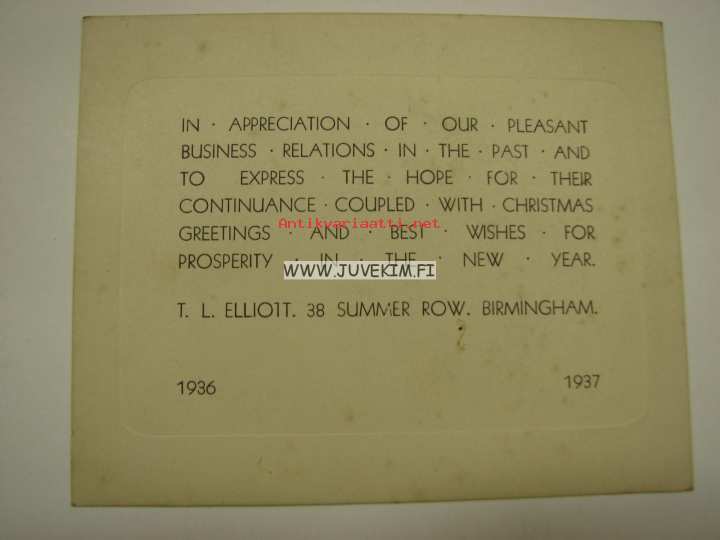 IN · APPRECIATION · OF · OUR · PLEASANT
BUSINESS · RELATIONS · IN · THE · PAST · AND
TO EXPRESS · THE · HOPE · FOR · THEIR
CONTINUANCE · COUPLED · WITH · CHRISTMAS
Antikvariaatti.net
GREETINGS · AND · BEST · WISHES · FOR
PROSPERITY · IN · THE · NEW · YEAR.
WWW.JUVEKIM.FI
T. L. ELLIOTT. 38 SUMMER ROW. BIRMINGHAM.
1936 1937